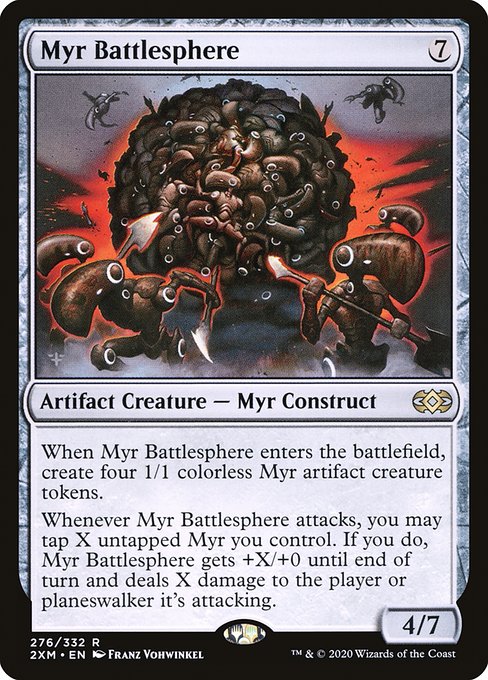 Myr Battlesphere 7
Artifact Creature — Myr Construct
When Myr Battlesphere enters the battlefield,
create four 1/1 colorless Myr artifact creature
tokens.
Whenever Myr Battlesphere attacks, you may
tap X untapped Myr you control. If you do,
Myr Battlesphere gets +X/+0 until end of
turn and deals X damage to the player or
planeswalker it's attacking.
4/7
276/332 R
2XM • EN Franz Vohwinkel
™ & © 2020 Wizards of the Coast